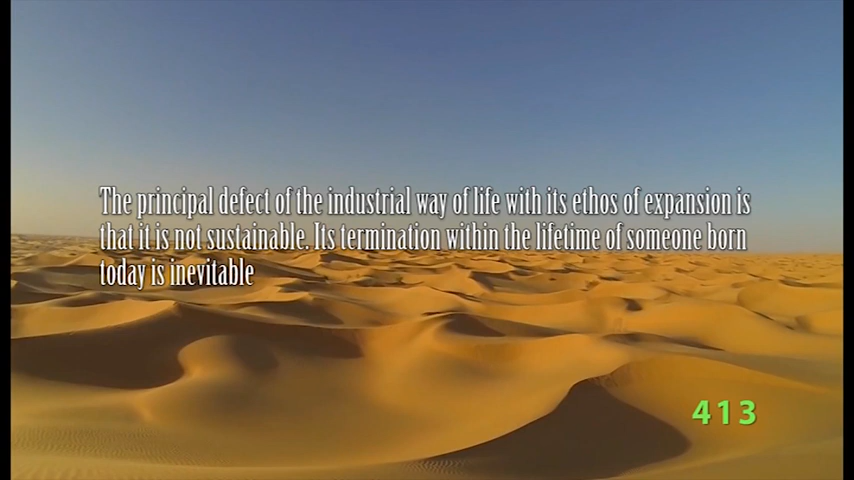 The principal defect of the industrial way of life with its ethos of expansion is
that it is not sustainable. Its termination within the lifetime of someone born
today is inevitable
413